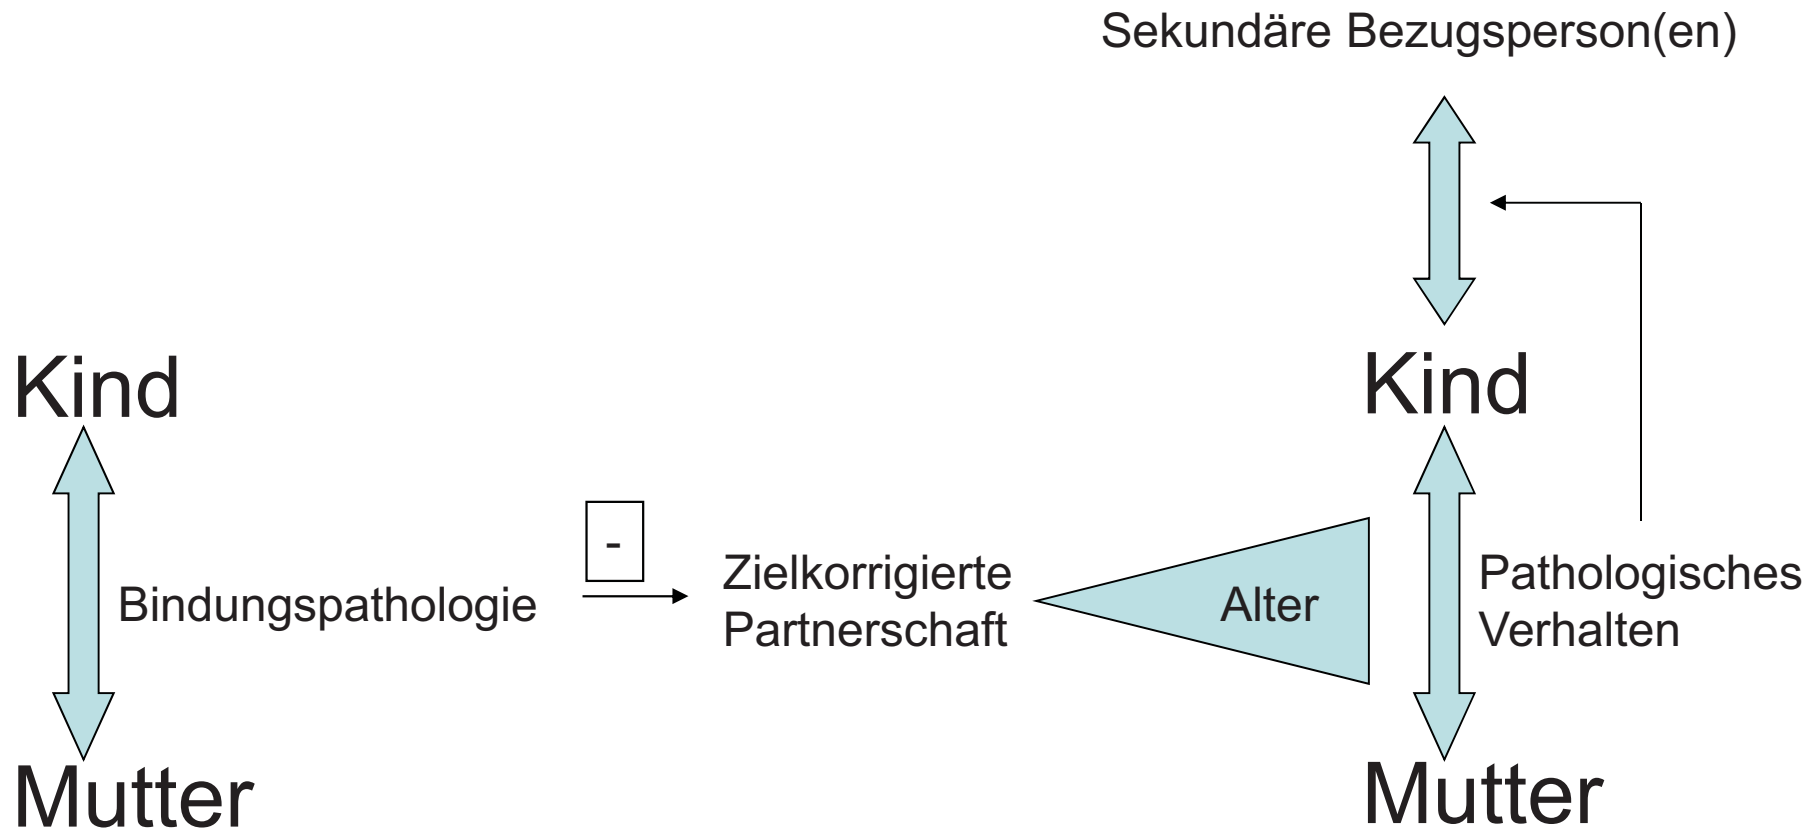 Sekundäre Bezugsperson(en)
Kind
Kind
-
Bindungspathologie
Zielkorrigierte
Partnerschaft
Alter
Pathologisches
Verhalten
Mutter
Mutter